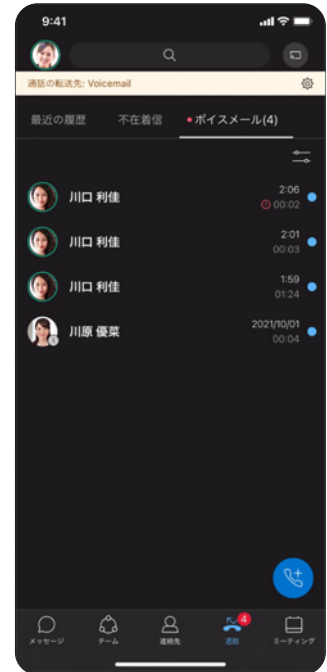 9:41
通話の転送先: Voicemail
最近の履歴 不在着信 ボイスメール(4)
川口 利佳 2:06
00:02
川口 利佳 2:01
00:03
川口 利佳 1:59
01:24
川原 優菜 2021/10/01
00:04
4
メッセージ チーム 連絡先 通話 ミーティング